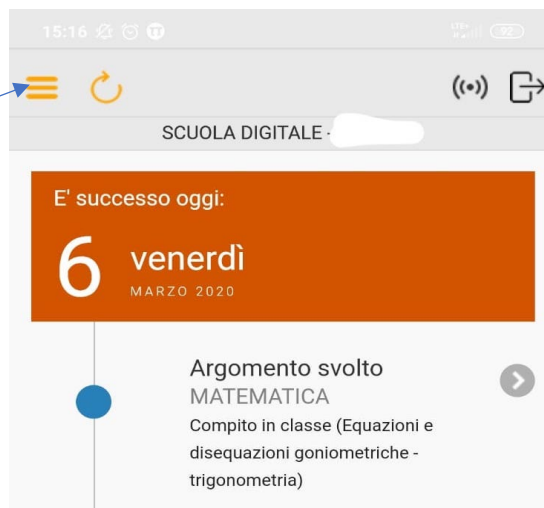 15:16
92
SCUOLA DIGITALE -
E' successo oggi:
6 venerdì
MARZO 2020
Argomento svolto
MATEMATICA
Compito in classe (Equazioni e
disequazioni goniometriche -
trigonometria)